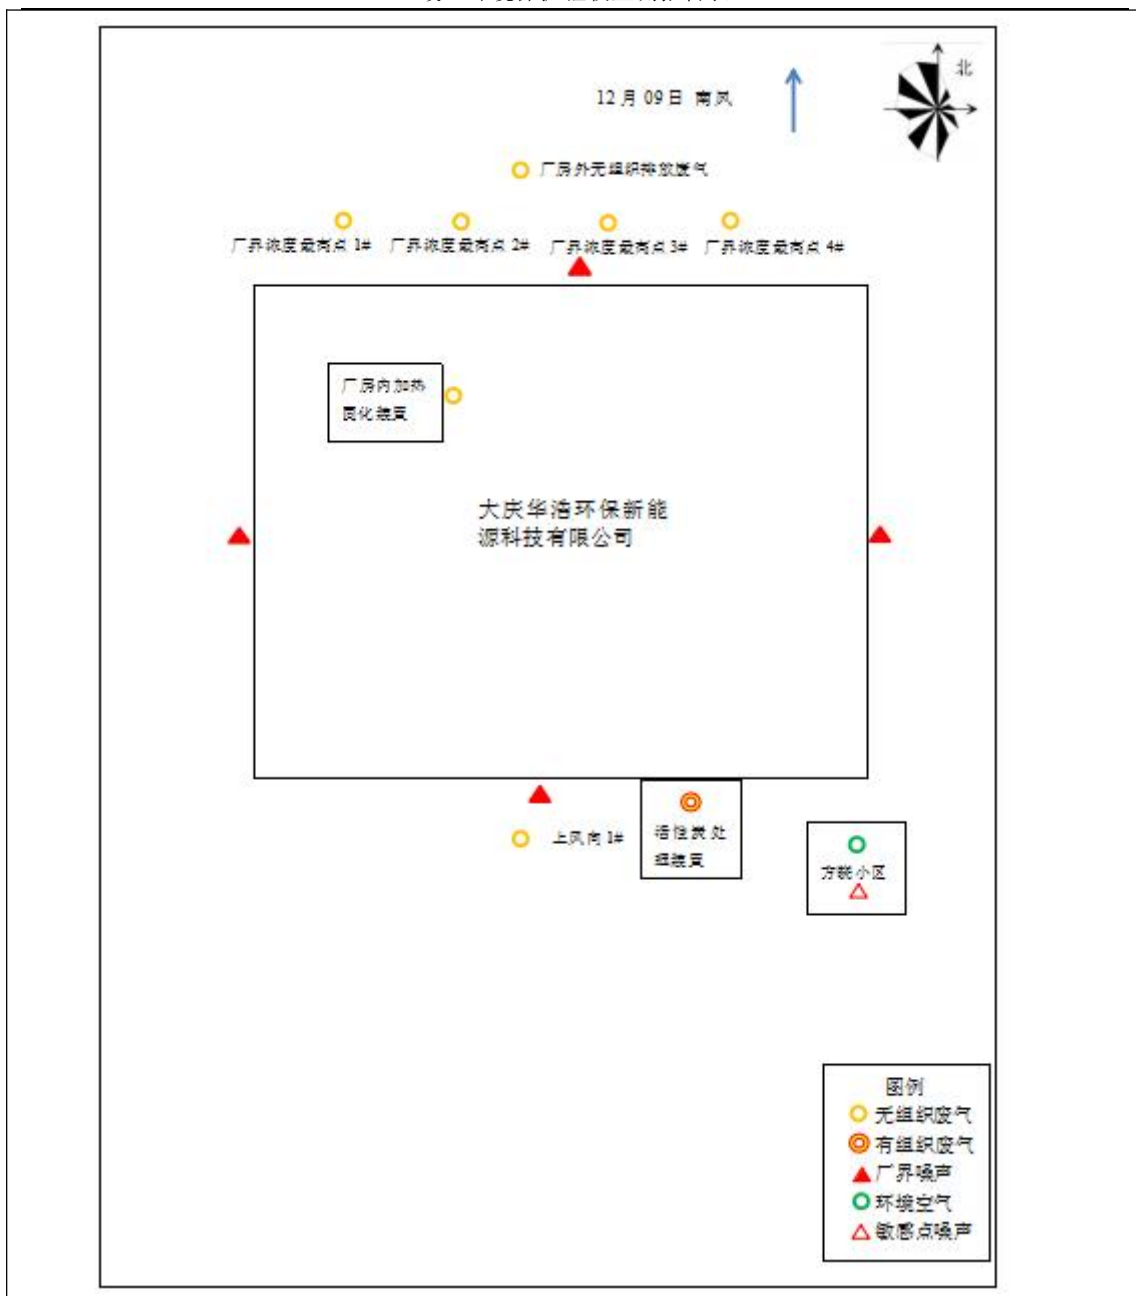 北
12月09日 南风
厂房外无组织排放废气
厂界浓度最高点 1#
厂界浓度最高点 2#
厂界浓度最高点 3#
厂界浓度最高点 4#
厂房内加热
固化装置
大庆华浩环保新能
源科技有限公司
上风向 1#
活性炭处
理装置
方晓小区
图例
无组织废气
有组织废气
厂界噪声
环境空气
敏感点噪声